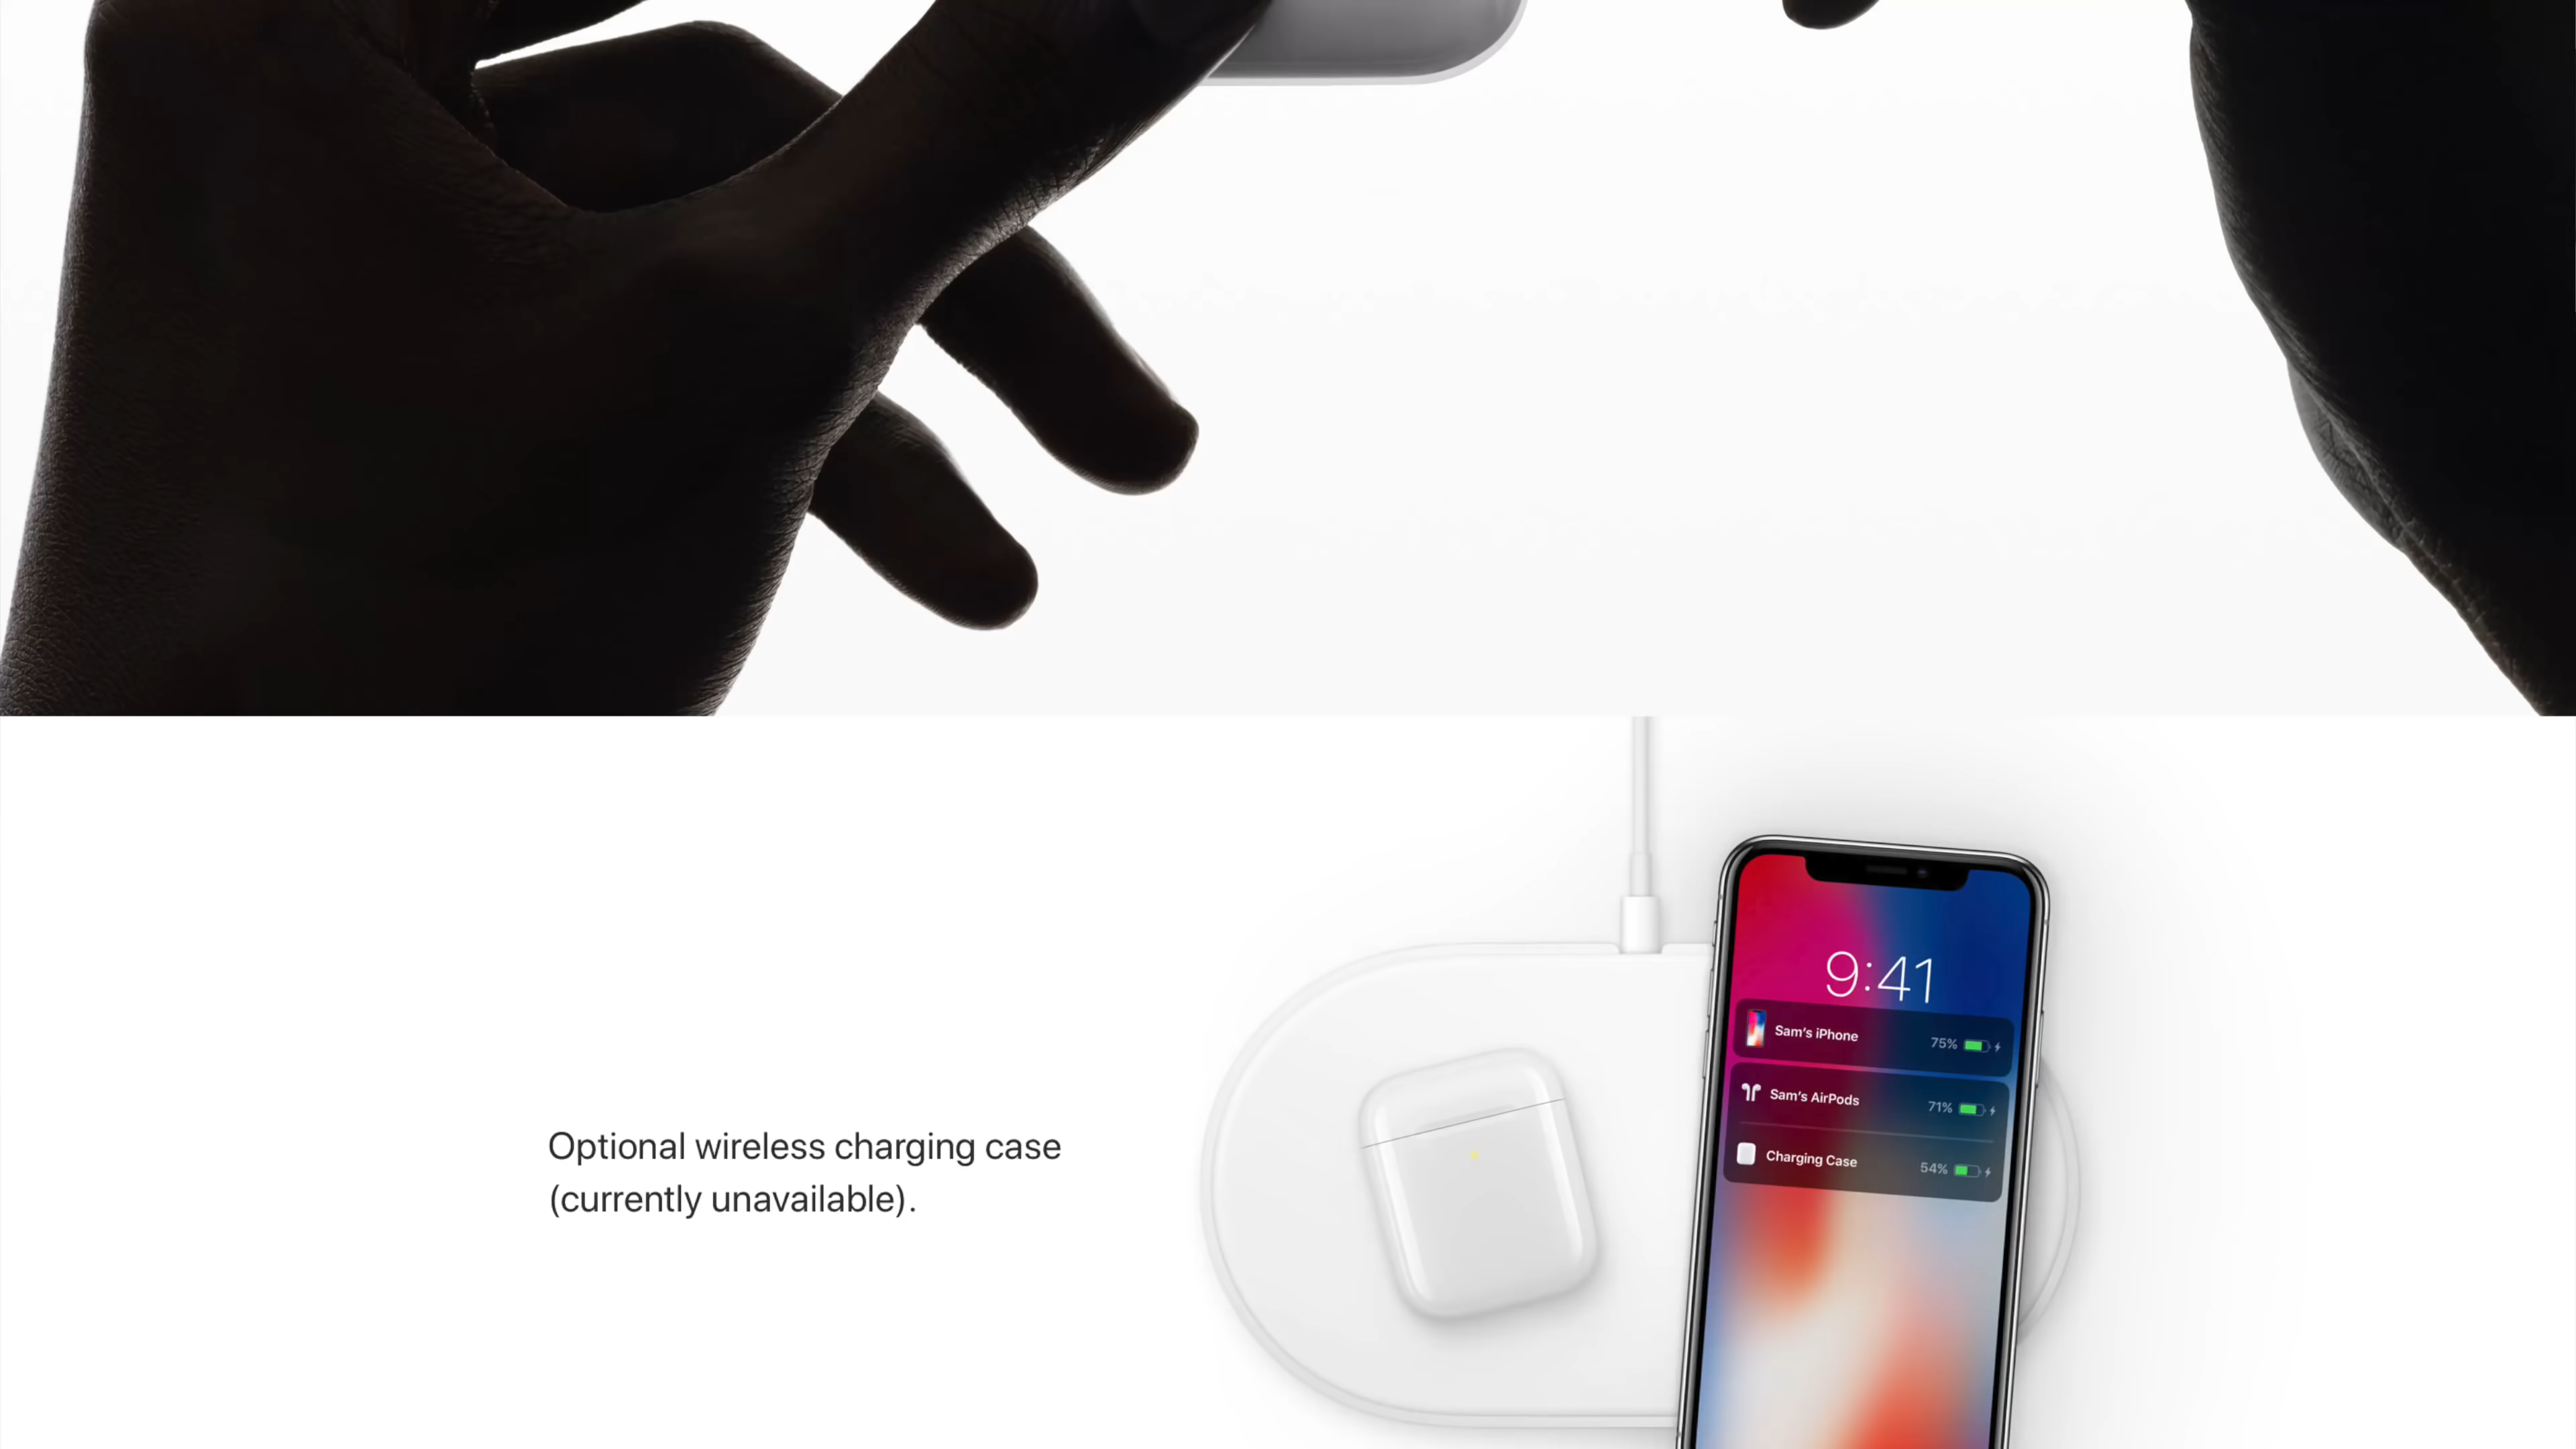 Optional wireless charging case
(currently unavailable).
9:41
Sam's iPhone 75%
Sam's AirPods 71%
Charging Case 54%